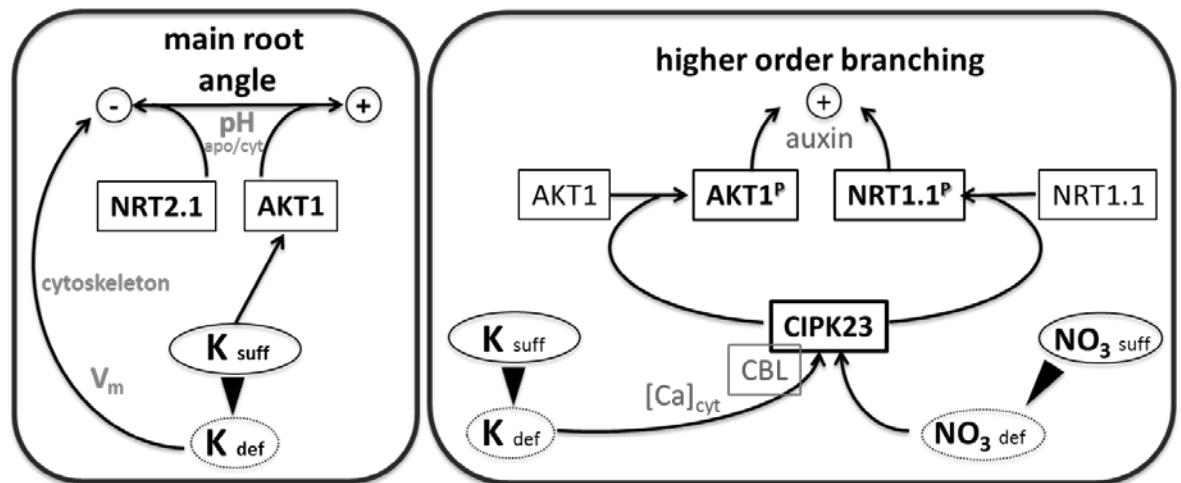 main root
angle
-
+
pH
apo/cyt
NRT2.1
AKT1
cytoskeleton
K suff
Vm
K def
higher order branching
+
auxin
AKT1
AKT1ᴾ
NRT1.1ᴾ
NRT1.1
CIPK23
K suff
CBL
NO₃ suff
[Ca]cyt
K def
NO₃ def